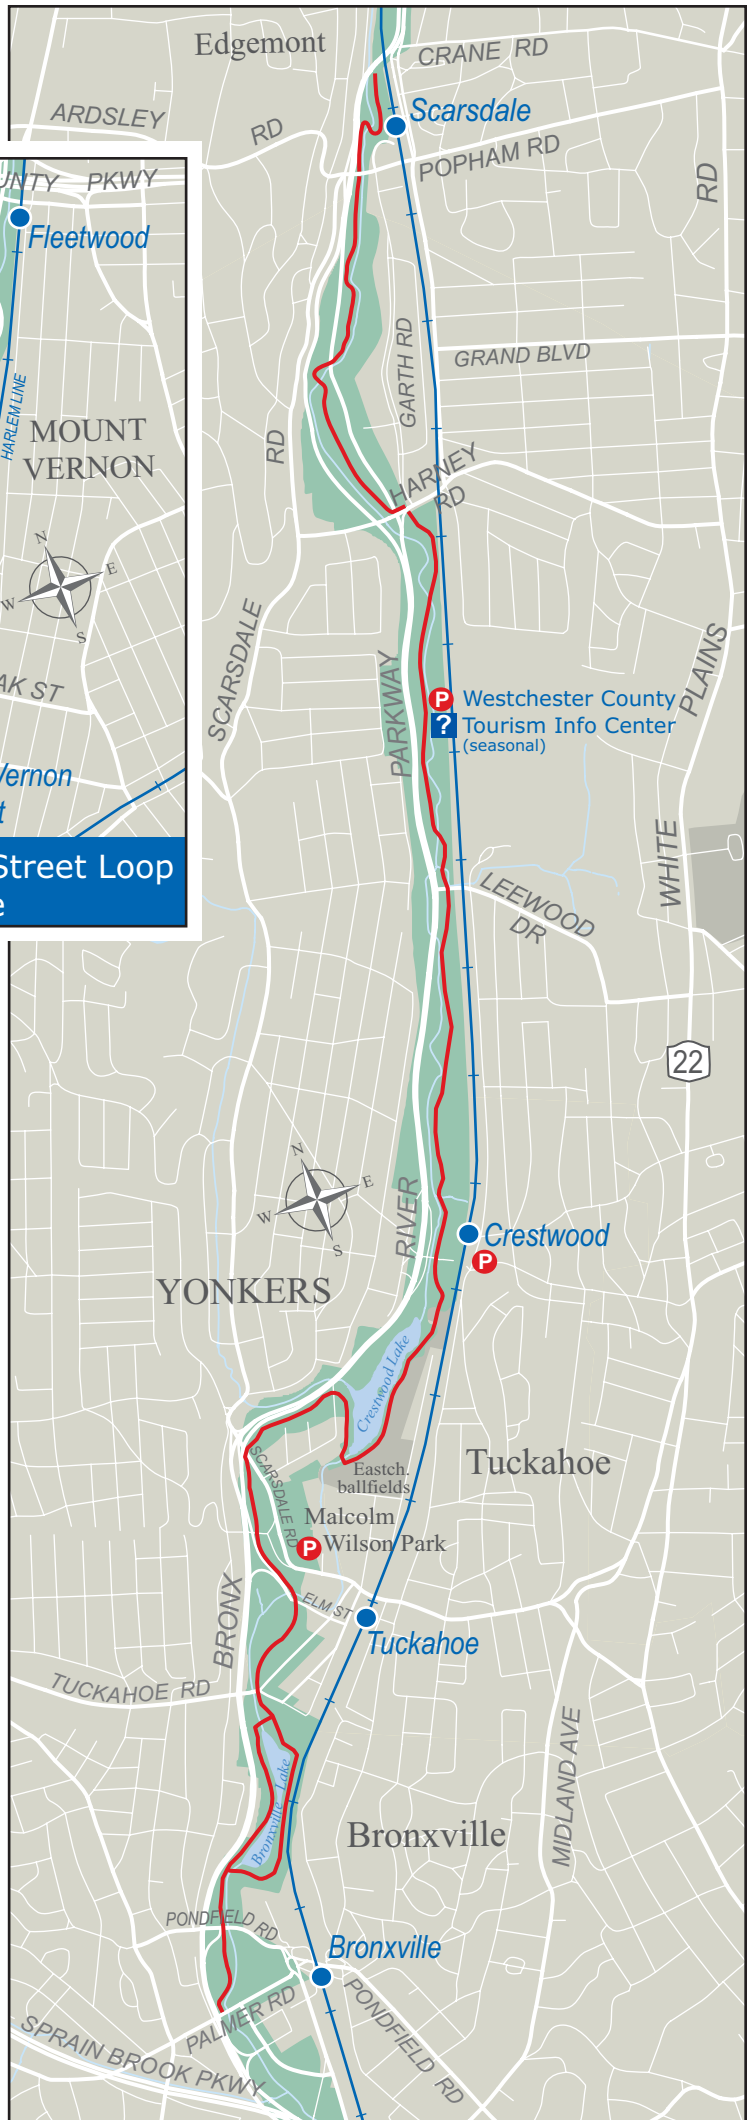 Edgemont
CRANE RD
Scarsdale
ARDSLEY
RD
POPHAM RD
RD
PKWY
Fleetwood
GARTH RD
GRAND BLVD
HARLEM LINE
MOUNT
VERNON
RD
HARNEY
RD
N
E
W
S
SCARSDALE
ST
PARKWAY
PLAINS
P
Westchester County
?
Tourism Info Center
(seasonal)
WHITE
Street Loop
LEEWOOD
DR
22
N
E
W
S
RIVER
Crestwood
P
YONKERS
Crestwood Lake
SCARSDALE RD
Eastch.
ballfields
Tuckahoe
Malcolm
P
Wilson Park
BRONX
ELM ST
Tuckahoe
TUCKAHOE RD
MIDLAND AVE
Bronxville Lake
Bronxville
PONDFIELD RD
Bronxville
PALMER RD
PONDFIELD RD
SPRAIN BROOK PKWY